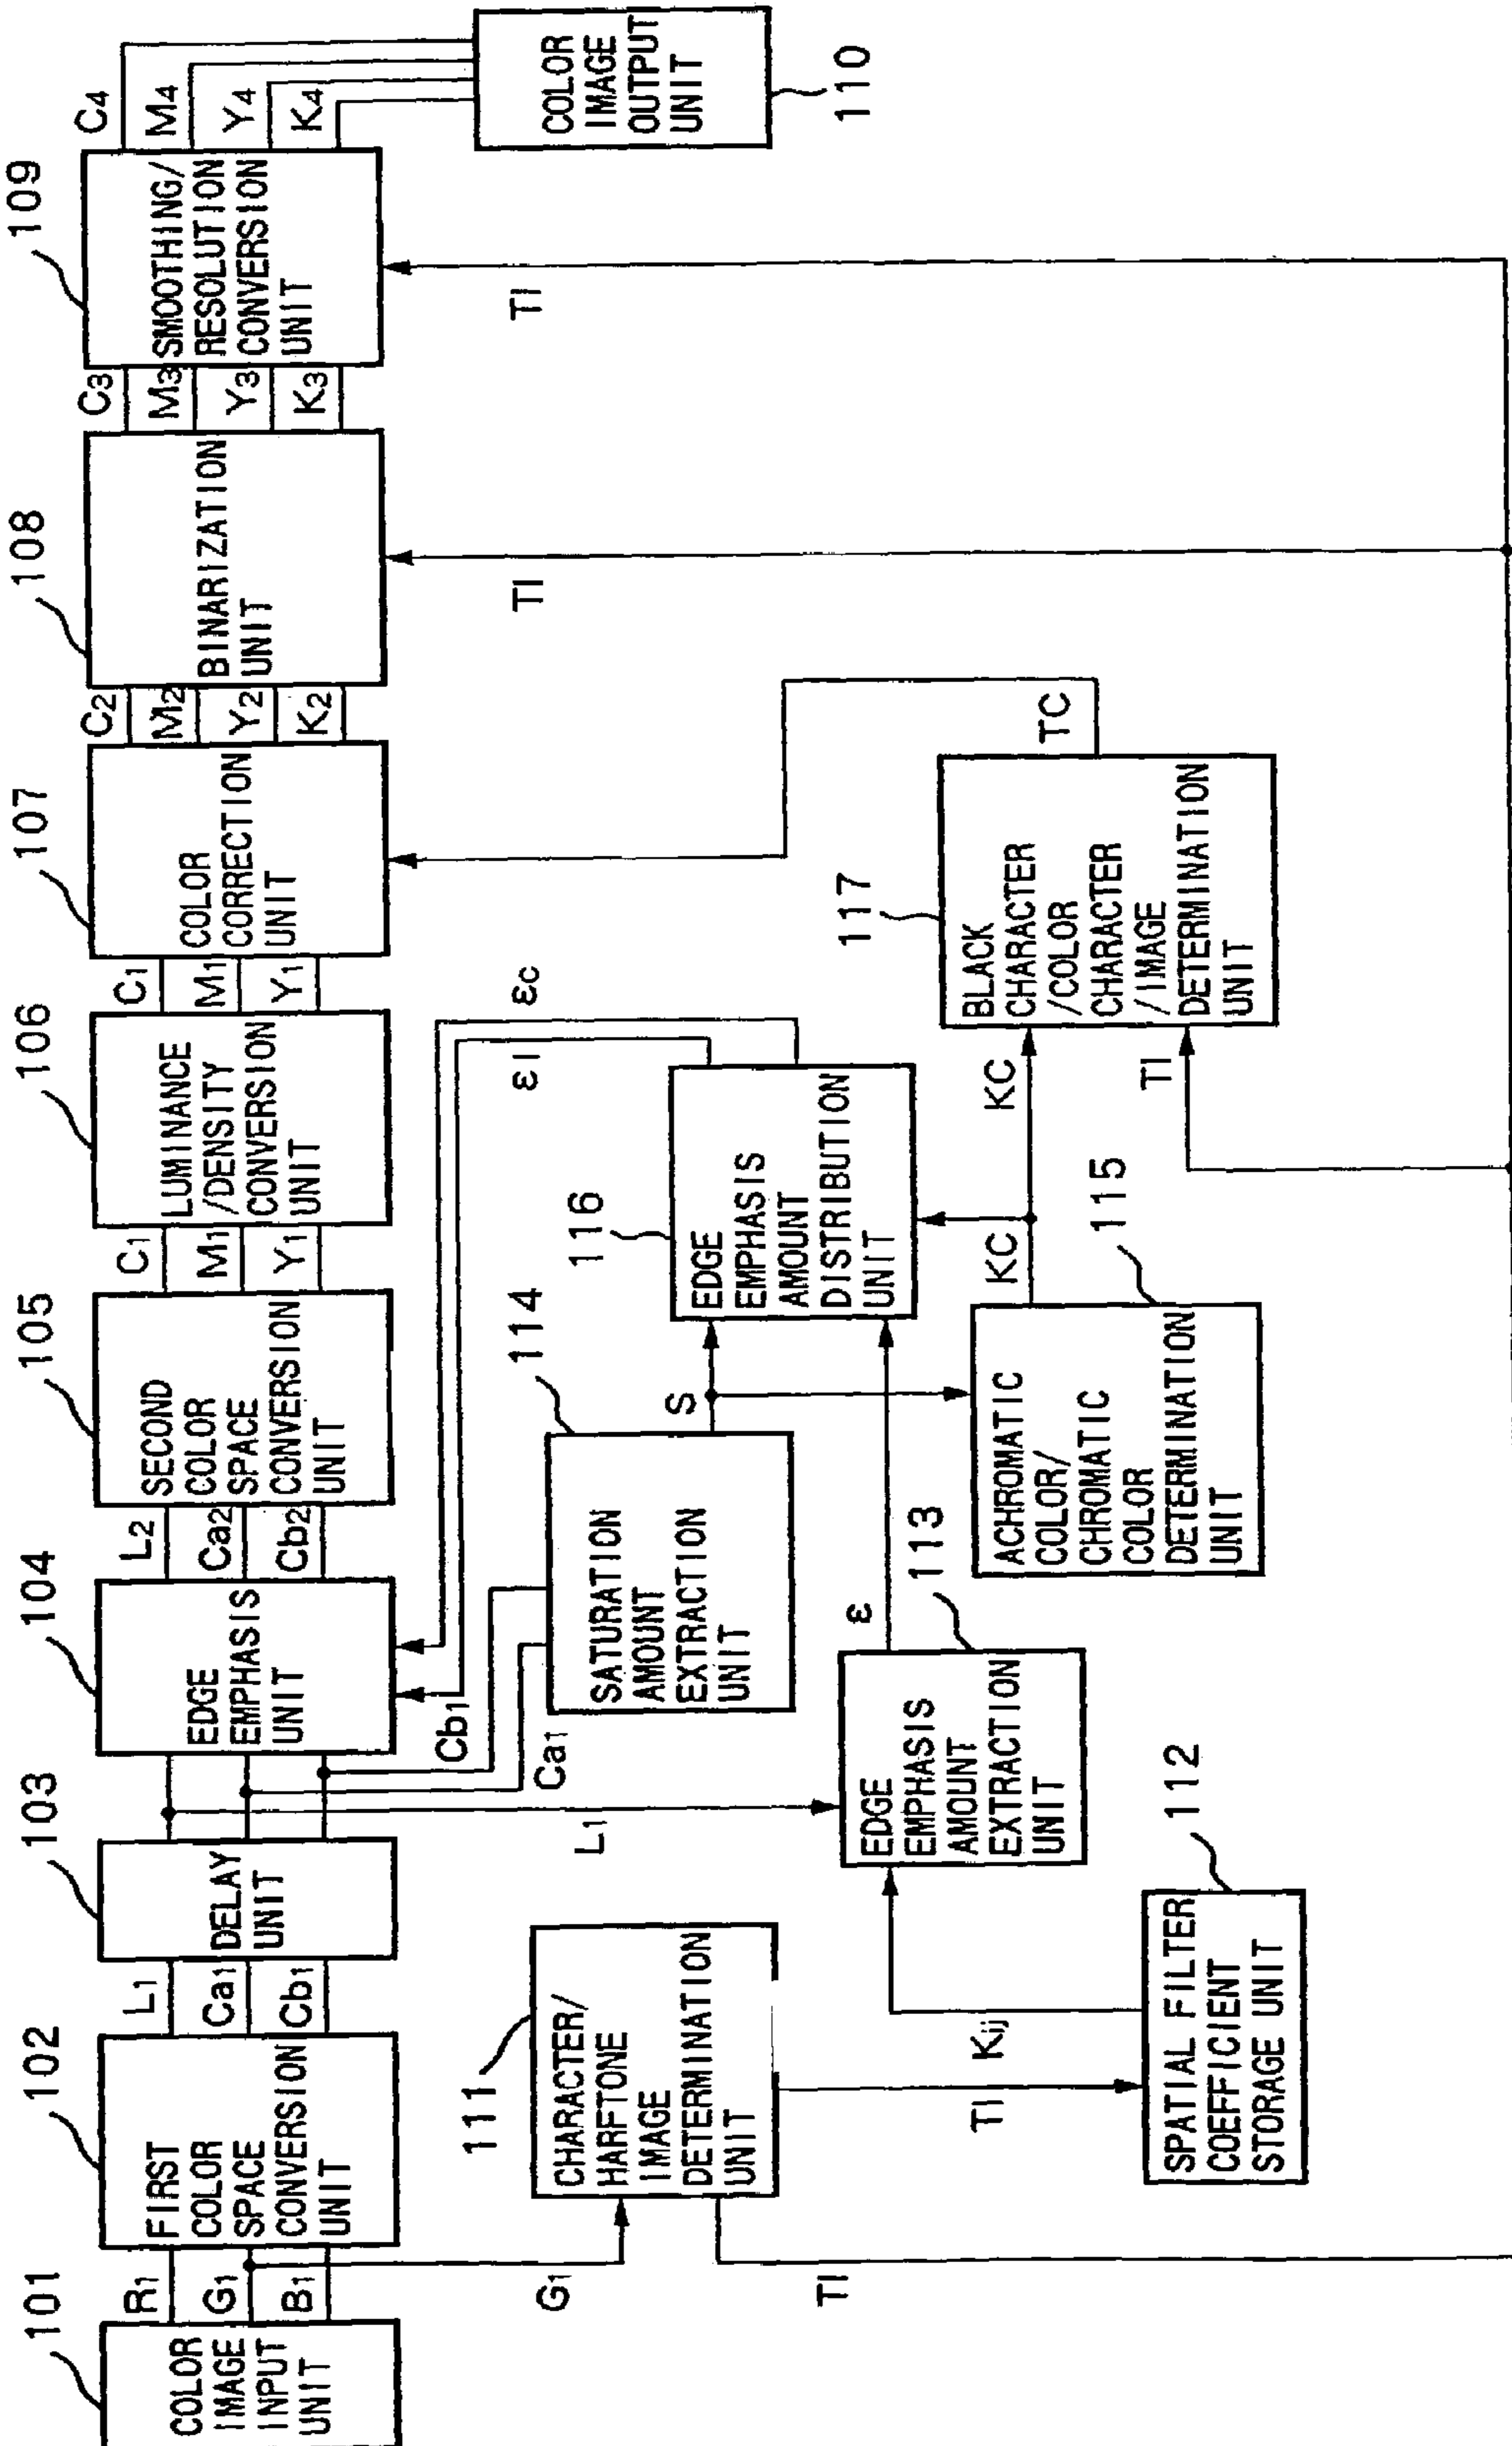 101
COLOR
IMAGE
INPUT
UNIT
R1
G1
B1
102
FIRST
COLOR
SPACE
CONVERSION
UNIT
L1
Ca1
Cb1
103
DELAY
UNIT
104
EDGE
EMPHASIS
UNIT
L2
Ca2
Cb2
105
SECOND
COLOR
SPACE
CONVERSION
UNIT
C1
M1
Y1
106
LUMINANCE
/DENSITY
CONVERSION
UNIT
C1
M1
Y1
107
COLOR
CORRECTION
UNIT
C2
M2
Y2
K2
108
BINARIZATION
UNIT
C3
M3
Y3
K3
109
SMOOTHING/
RESOLUTION
CONVERSION
UNIT
C4
M4
Y4
K4
COLOR
IMAGE
OUTPUT
UNIT
110
G1
TI
111
CHARACTER/
HARFTONE
IMAGE
DETERMINATION
UNIT
TI
Kij
SPATIAL FILTER
COEFFICIENT
STORAGE UNIT
112
L1
Ca1
Cb1
EDGE
EMPHASIS
AMOUNT
EXTRACTION
UNIT
113
ε
SATURATION
AMOUNT
EXTRACTION
UNIT
114
S
ACHROMATIC
COLOR/
CHROMATIC
COLOR
DETERMINATION
UNIT
115
KC
KC
116
EDGE
EMPHASIS
AMOUNT
DISTRIBUTION
UNIT
εl
εc
TI
117
BLACK
CHARACTER
/COLOR
CHARACTER
/IMAGE
DETERMINATION
UNIT
TC
TI
TI